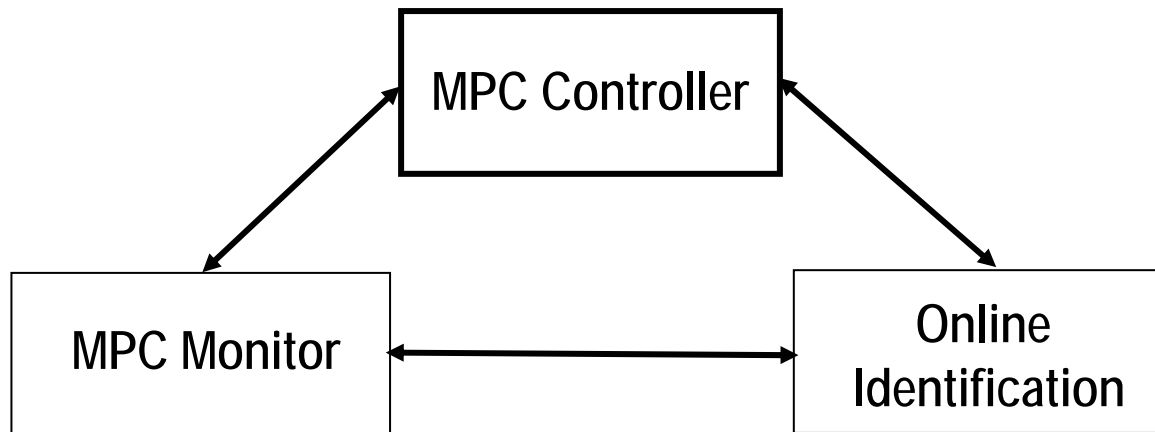 MPC Controller
MPC Monitor
Online
Identification